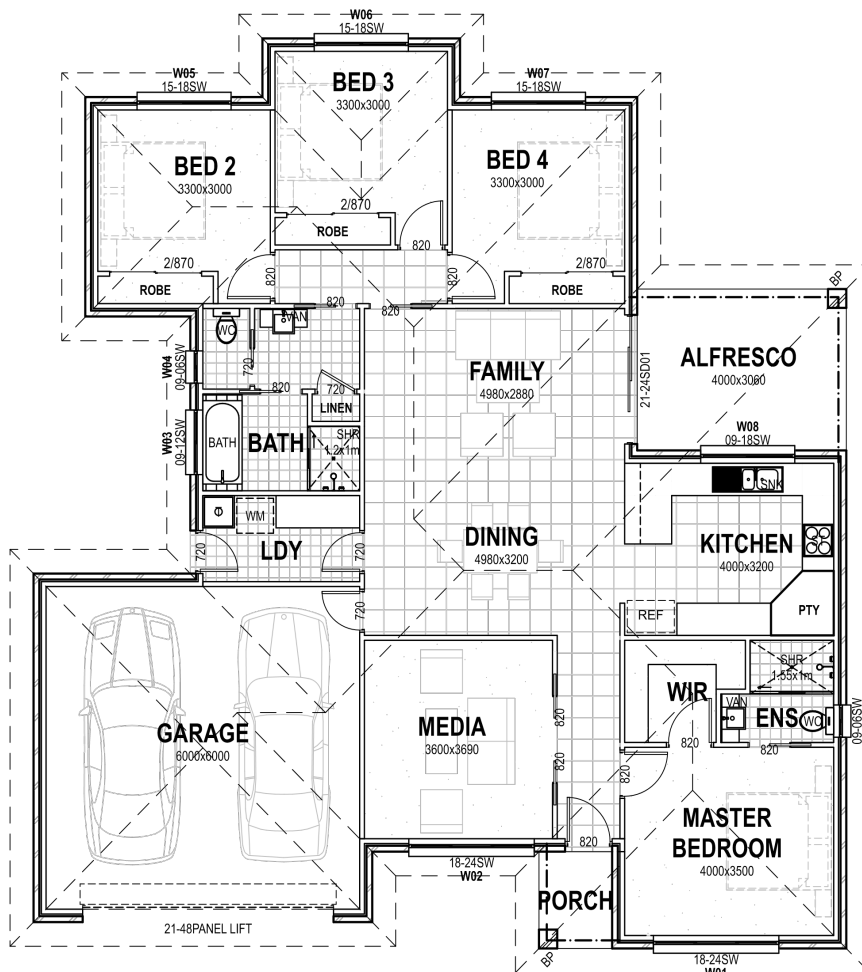 W06
15-18SW
W05
15-18SW
W07
15-18SW
BED 3
3300x3000
BED 2
3300x3000
BED 4
3300x3000
2/870
ROBE
820
2/870
ROBE
820
820
2/870
ROBE
BP
820
820
WC
VAN
720
W04
09-06SW
820
720
LINEN
FAMILY
4980x2880
21-24SD01
ALFRESCO
4000x3060
W08
09-18SW
W03
09-12SW
BATH
BATH
SHR
1.2x1m
SNK
WM
LDY
720
720
DINING
4980x3200
KITCHEN
4000x3200
720
REF
PTY
SHR
1.55x1m
WIR
VAN
ENS
WC
09-06SW
GARAGE
6000x6000
MEDIA
3600x3690
820
820
820
820
820
MASTER
BEDROOM
4000x3500
820
18-24SW
W02
PORCH
21-48PANEL LIFT
BP
18-24SW
W01